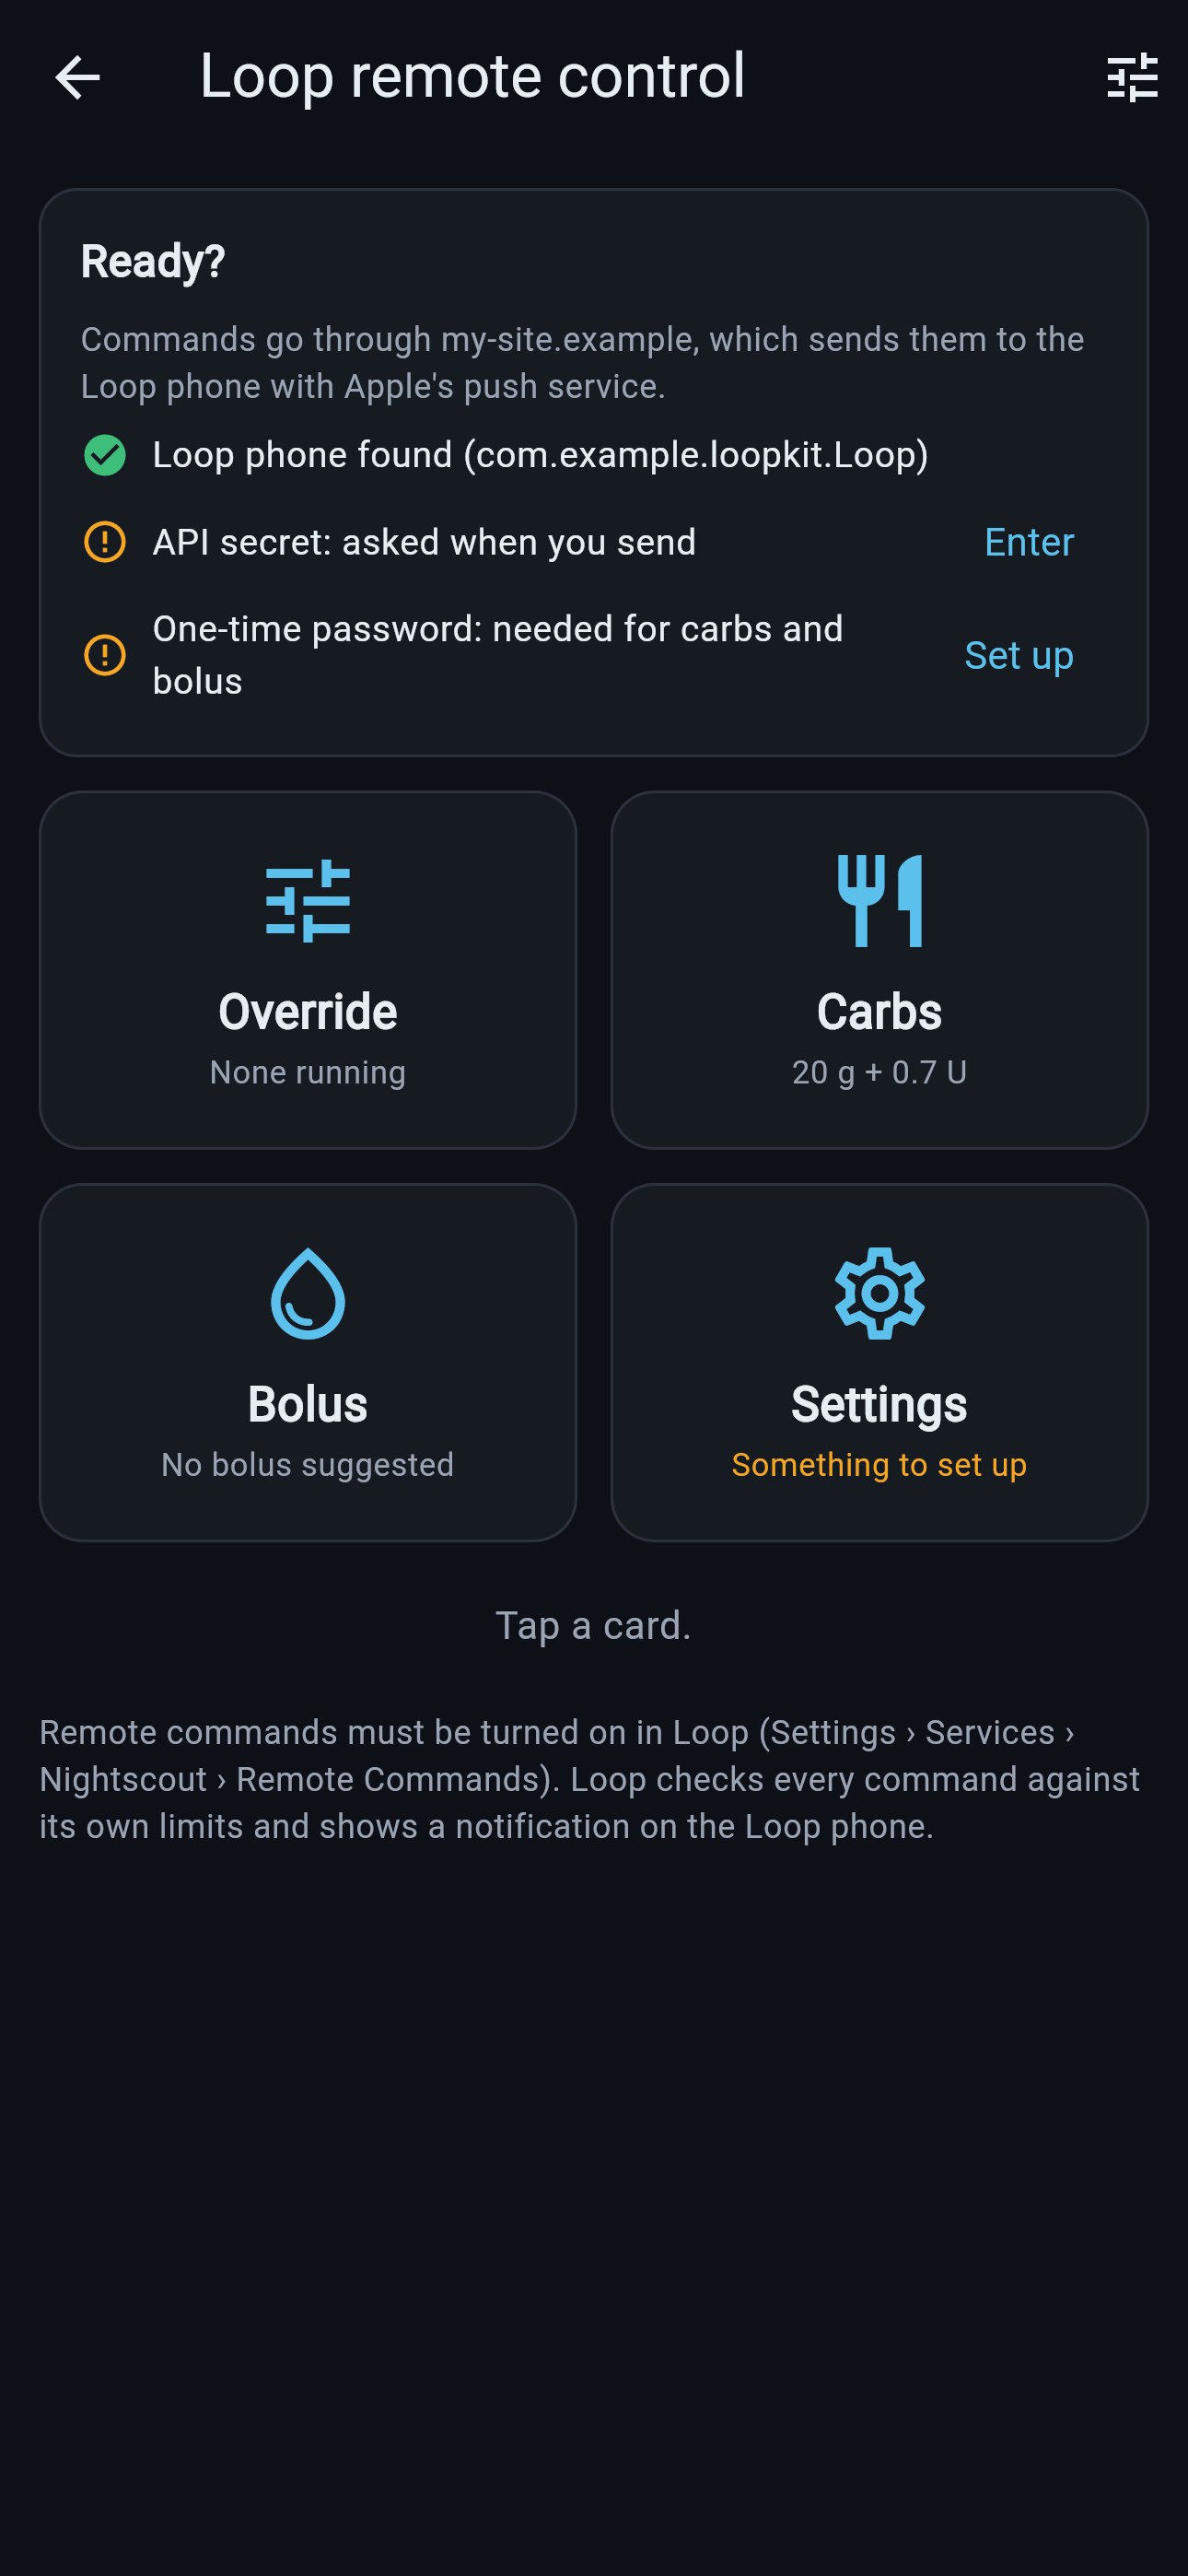 Loop remote control
Ready?
Commands go through my-site.example, which sends them to the
Loop phone with Apple's push service.
Loop phone found (com.example.loopkit.Loop)
API secret: asked when you send
Enter
One-time password: needed for carbs and
bolus
Set up
Override
None running
Carbs
20 g + 0.7 U
Bolus
No bolus suggested
Settings
Something to set up
Tap a card.
Remote commands must be turned on in Loop (Settings › Services ›
Nightscout › Remote Commands). Loop checks every command against
its own limits and shows a notification on the Loop phone.